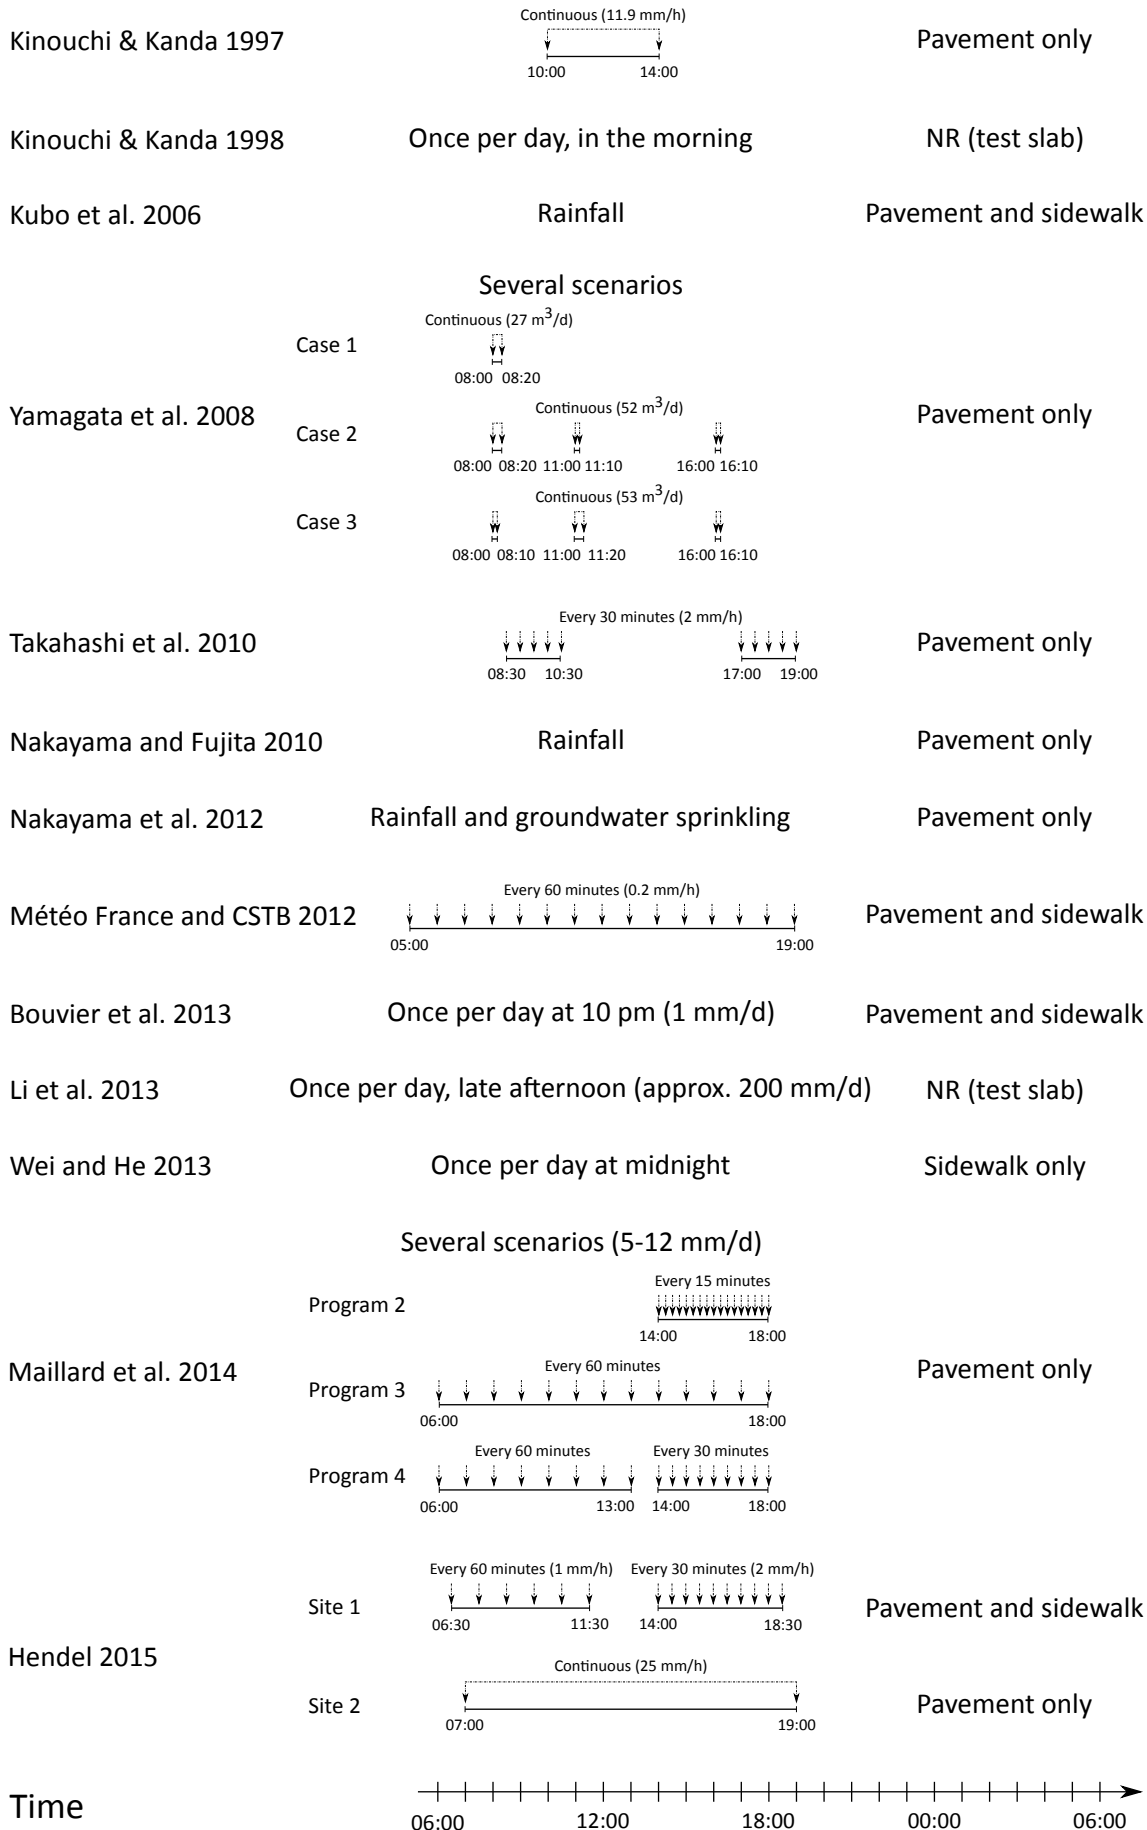 Continuous (11.9 mm/h)
Kinouchi & Kanda 1997 Pavement only
10:00 14:00
Kinouchi & Kanda 1998 Once per day, in the morning NR (test slab)
Kubo et al. 2006 Rainfall Pavement and sidewalk
Several scenarios
Continuous (27 m³/d)
Case 1
08:00 08:20
Continuous (52 m³/d)
Yamagata et al. 2008 Pavement only
Case 2
08:00 08:20 11:00 11:10 16:00 16:10
Continuous (53 m³/d)
Case 3
08:00 08:10 11:00 11:20 16:00 16:10
Every 30 minutes (2 mm/h)
Takahashi et al. 2010 Pavement only
08:30 10:30 17:00 19:00
Nakayama and Fujita 2010 Rainfall Pavement only
Nakayama et al. 2012 Rainfall and groundwater sprinkling Pavement only
Every 60 minutes (0.2 mm/h)
Météo France and CSTB 2012 Pavement and sidewalk
05:00 19:00
Bouvier et al. 2013 Once per day at 10 pm (1 mm/d) Pavement and sidewalk
Li et al. 2013 Once per day, late afternoon (approx. 200 mm/d) NR (test slab)
Wei and He 2013 Once per day at midnight Sidewalk only
Several scenarios (5-12 mm/d)
Every 15 minutes
Program 2
14:00 18:00
Every 60 minutes
Maillard et al. 2014 Pavement only
Program 3
06:00 18:00
Every 60 minutes Every 30 minutes
Program 4
06:00 13:00 14:00 18:00
Every 60 minutes (1 mm/h) Every 30 minutes (2 mm/h)
Site 1 Pavement and sidewalk
06:30 11:30 14:00 18:30
Hendel 2015
Continuous (25 mm/h)
Site 2 Pavement only
07:00 19:00
Time
06:00 12:00 18:00 00:00 06:00